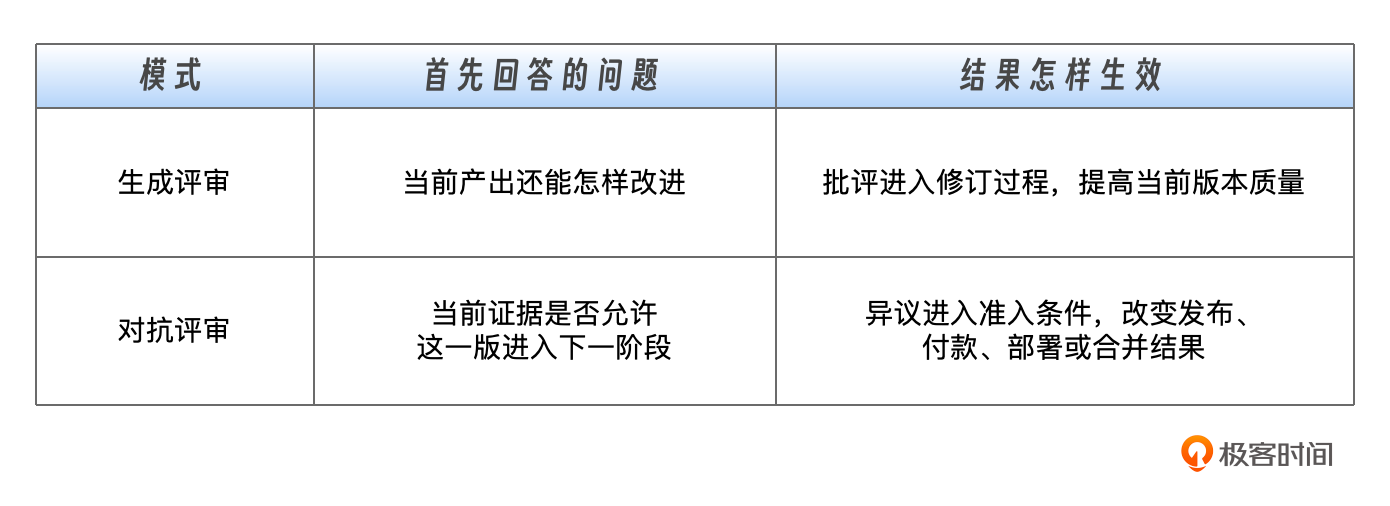 模式
首先回答的问题
结果怎样生效
生成评审
当前产出还能怎样改进
批评进入修订过程，提高当前版本质量
对抗评审
当前证据是否允许
这一版进入下一阶段
异议进入准入条件，改变发布、
付款、部署或合并结果
极客时间